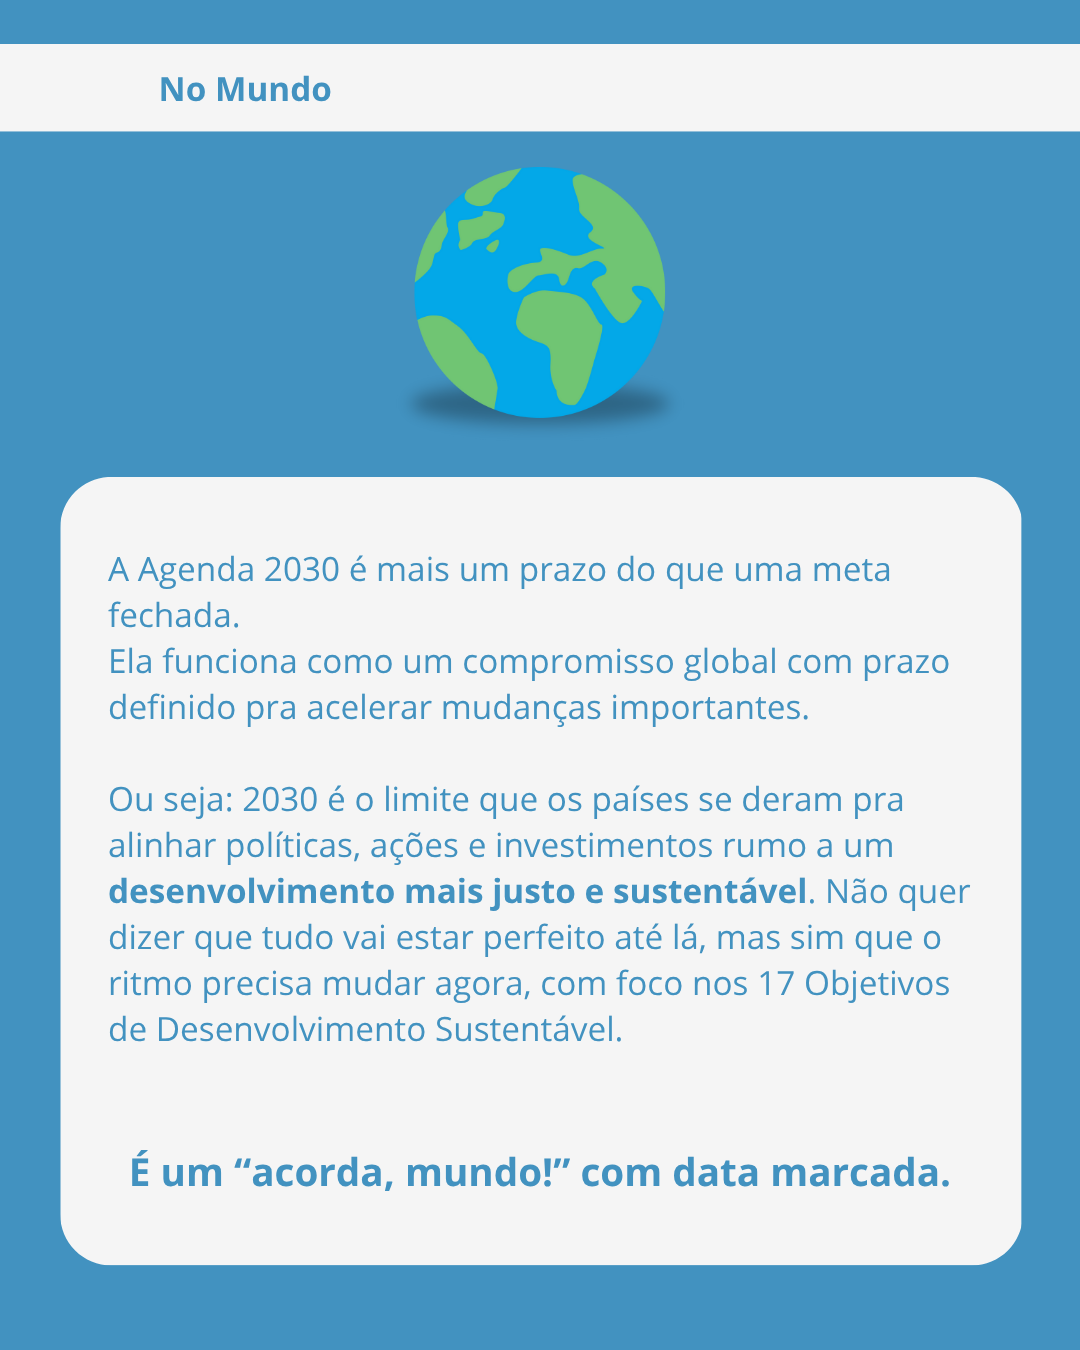 No Mundo
A Agenda 2030 é mais um prazo do que uma meta
fechada.
Ela funciona como um compromisso global com prazo
definido pra acelerar mudanças importantes.
Ou seja: 2030 é o limite que os países se deram pra
alinhar políticas, ações e investimentos rumo a um
desenvolvimento mais justo e sustentável. Não quer
dizer que tudo vai estar perfeito até lá, mas sim que o
ritmo precisa mudar agora, com foco nos 17 Objetivos
de Desenvolvimento Sustentável.
É um “acorda, mundo!” com data marcada.